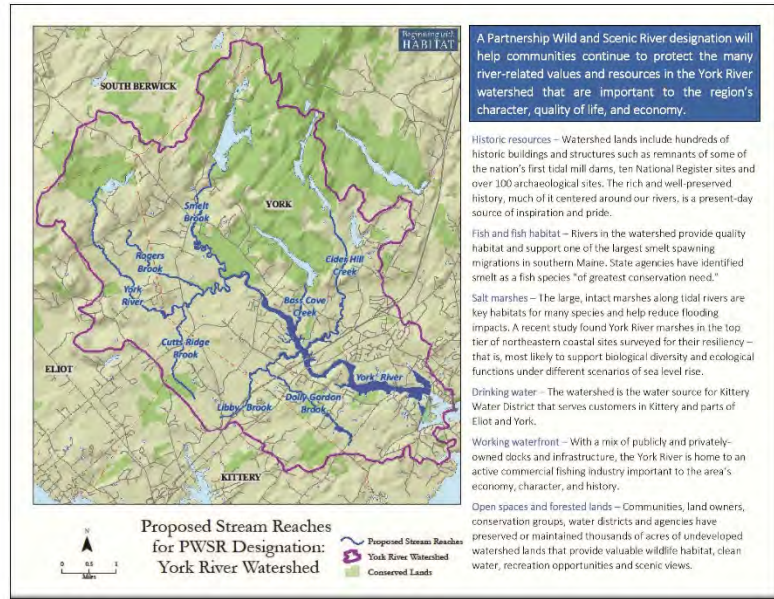 Beginning with
HABITAT
SOUTH BERWICK
YORK
Smelt
Brook
Rogers
Brook
York
River
Cider Hill
Creek
Bass Cove
Creek
Cutts Ridge
Brook
ELIOT
York River
Libby Brook
Dolly Gordon
Brook
KITTERY
N
0 0.5 1
Miles
Proposed Stream Reaches
for PWSR Designation:
York River Watershed
Proposed Stream Reaches
York River Watershed
Conserved Lands
A Partnership Wild and Scenic River designation will
help communities continue to protect the many
river-related values and resources in the York River
watershed that are important to the region's
character, quality of life, and economy.
Historic resources – Watershed lands include hundreds of
historic buildings and structures such as remnants of some of
the nation's first tidal mill dams, ten National Register sites and
over 100 archaeological sites. The rich and well-preserved
history, much of it centered around our rivers, is a present-day
source of inspiration and pride.
Fish and fish habitat – Rivers in the watershed provide quality
habitat and support one of the largest smelt spawning
migrations in southern Maine. State agencies have identified
smelt as a fish species "of greatest conservation need."
Salt marshes – The large, intact marshes along tidal rivers are
key habitats for many species and help reduce flooding
impacts. A recent study found York River marshes in the top
tier of northeastern coastal sites surveyed for their resiliency –
that is, most likely to support biological diversity and ecological
functions under different scenarios of sea level rise.
Drinking water – The watershed is the water source for Kittery
Water District that serves customers in Kittery and parts of
Eliot and York.
Working waterfront – With a mix of publicly and privately-
owned docks and infrastructure, the York River is home to an
active commercial fishing industry important to the area's
economy, character, and history.
Open spaces and forested lands – Communities, land owners,
conservation groups, water districts and agencies have
preserved or maintained thousands of acres of undeveloped
watershed lands that provide valuable wildlife habitat, clean
water, recreation opportunities and scenic views.